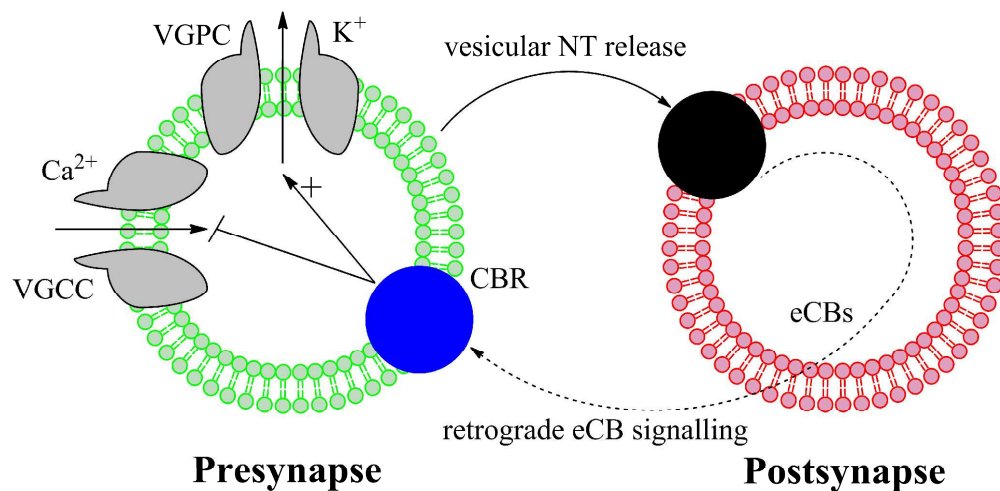 VGPC
K⁺
vesicular NT release
Ca²⁺
+
VGCC
CBR
eCBs
retrograde eCB signalling
Presynapse
Postsynapse